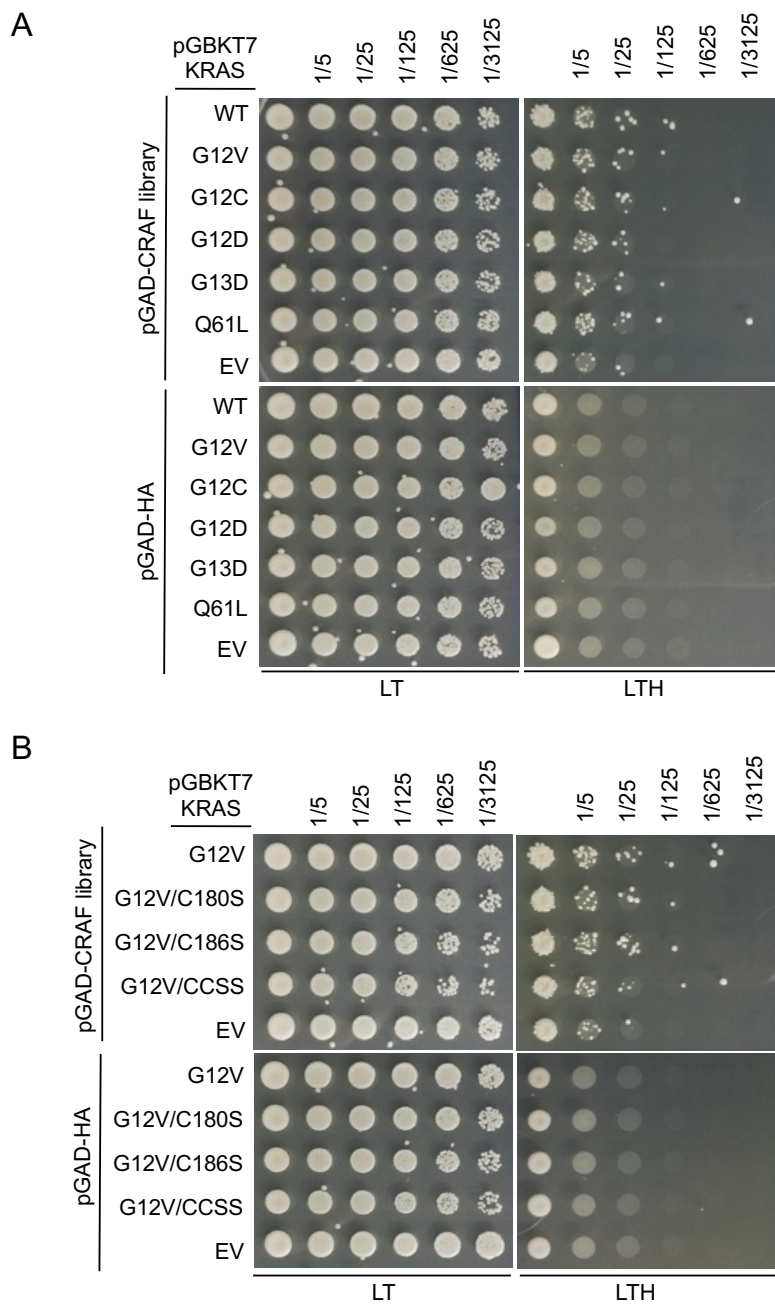 A
pGBKT7
KRAS
1/5
1/25
1/125
1/625
1/3125
1/5
1/25
1/125
1/625
1/3125
pGAD-CRAF library
WT
G12V
G12C
G12D
G13D
Q61L
EV
pGAD-HA
WT
G12V
G12C
G12D
G13D
Q61L
EV
LT
LTH
B
pGBKT7
KRAS
1/5
1/25
1/125
1/625
1/3125
1/5
1/25
1/125
1/625
1/3125
pGAD-CRAF library
G12V
G12V/C180S
G12V/C186S
G12V/CCSS
EV
pGAD-HA
G12V
G12V/C180S
G12V/C186S
G12V/CCSS
EV
LT
LTH